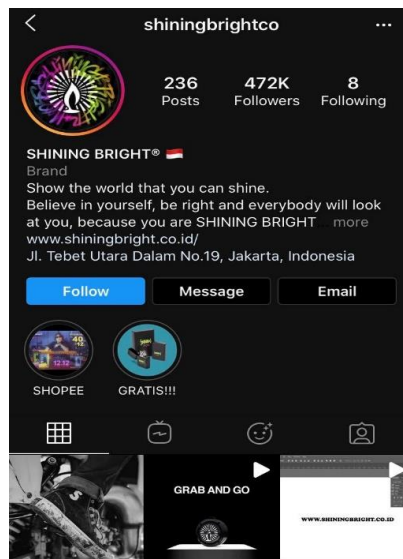 shiningbrightco
236 472K 8
Posts Followers Following
SHINING BRIGHT® 🇮🇩
Brand
Show the world that you can shine.
Believe in yourself, be right and everybody will look
at you, because you are SHINING BRIGHT... more
www.shiningbright.co.id/
Jl. Tebet Utara Dalam No.19, Jakarta, Indonesia
Follow Message Email
SHOPEE GRATIS!!!
GRAB AND GO
WWW.SHININGBRIGHT.CO.ID